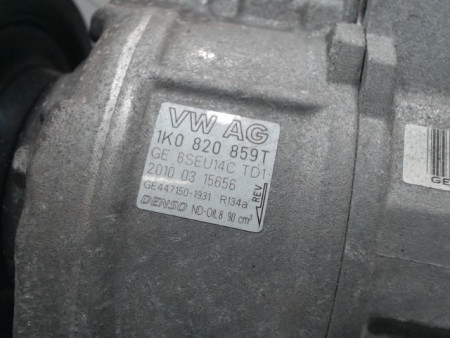 VW AG
1K0 820 859T
GE 6SEU14C TD1
2010 03 15656
GE447150-1931 R134a
DENSO ND-OIL8 90 cm³
REV
GE